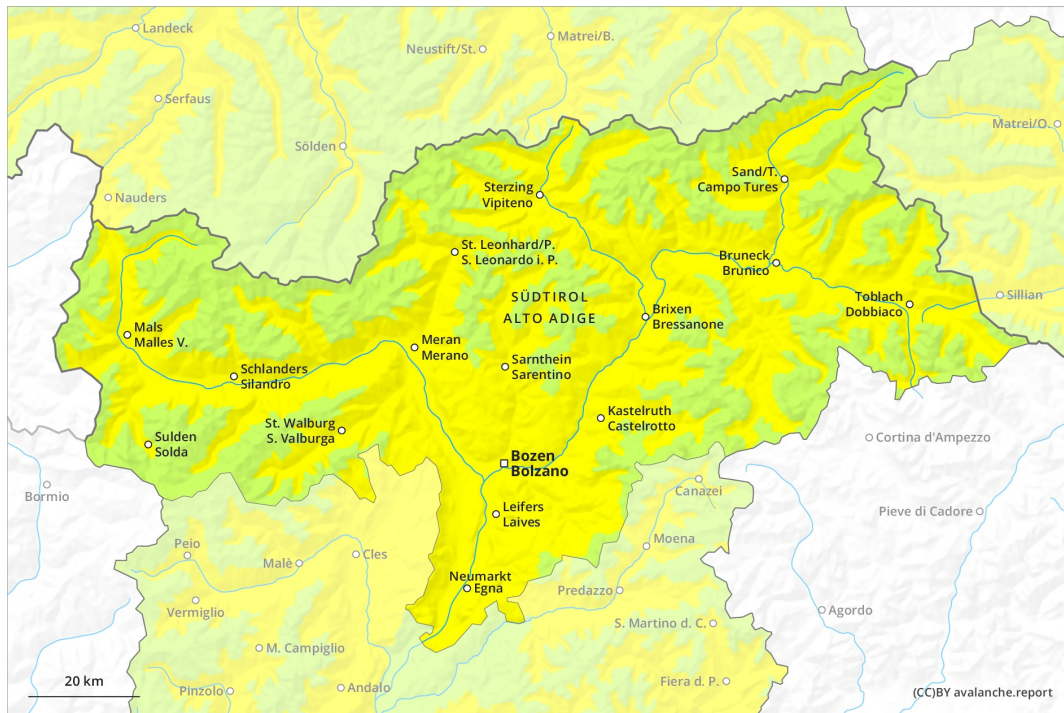 Landeck
Neustift/St.
Matrei/B.
Serfaus
Matrei/O.
Sölden
Nauders
Sterzing
Vipiteno
Sand/T.
Campo Tures
St. Leonhard/P.
S. Leonardo i. P.
Bruneck
Brunico
SÜDTIROL
ALTO ADIGE
Toblach
Dobbiaco
Sillian
Brixen
Bressanone
Mals
Malles V.
Meran
Merano
Sarnthein
Sarentino
Schlanders
Silandro
Kastelruth
Castelrotto
St. Walburg
S. Valburga
Sulden
Solda
Cortina d'Ampezzo
Bozen
Bolzano
Bormio
Canazei
Leifers
Laives
Pieve di Cadore
Moena
Peio
Cles
Malè
Neumarkt
Egna
Predazzo
Vermiglio
Agordo
S. Martino d. C.
M. Campiglio
20 km
Pinzolo
Andalo
Fiera d. P.
(CC)BY avalanche.report